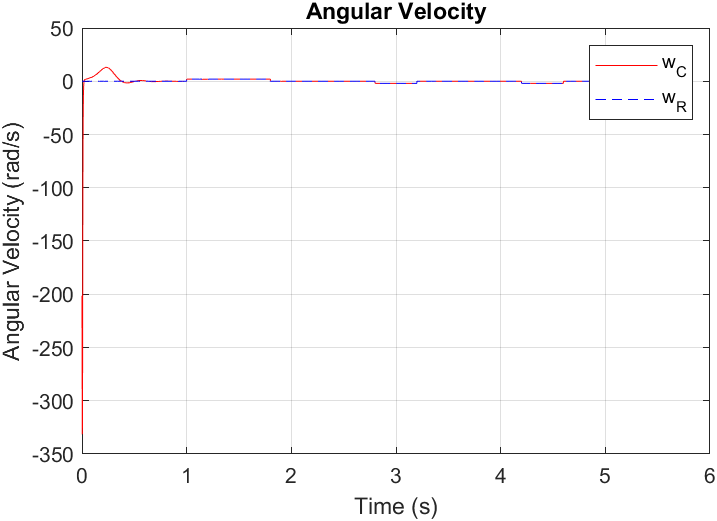 Angular Velocity
50
0
-50
-100
-150
-200
-250
-300
-350
Angular Velocity (rad/s)
w_C
w_R
0 1 2 3 4 5 6
Time (s)